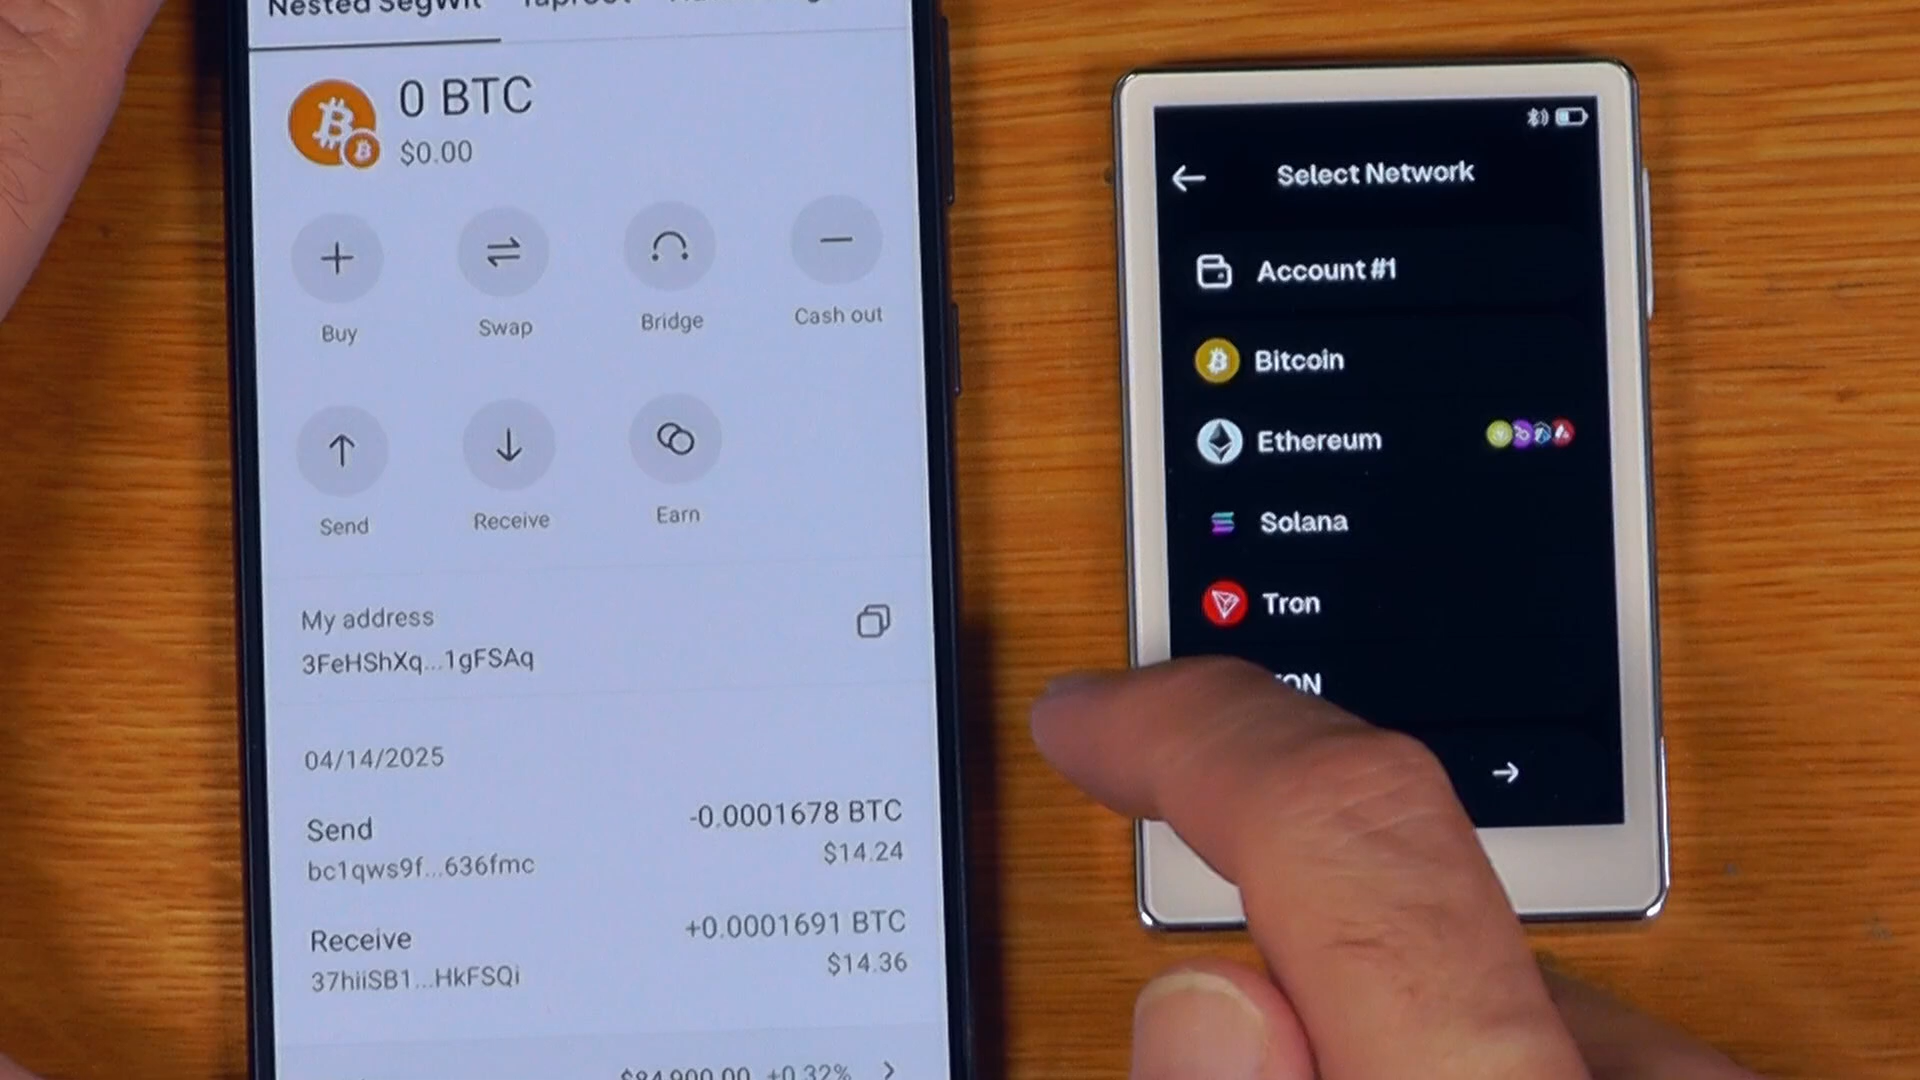 Nested SegWit
0 BTC
$0.00
Buy
Swap
Bridge
Cash out
Send
Receive
Earn
My address
3FeHShXq...1gFSAq
04/14/2025
Send
-0.0001678 BTC
bc1qws9f...636fmc
$14.24
Receive
+0.0001691 BTC
37hiiSB1...HkFSQi
$14.36
$84,900.00 +0.32%
Select Network
Account #1
Bitcoin
Ethereum
Solana
Tron